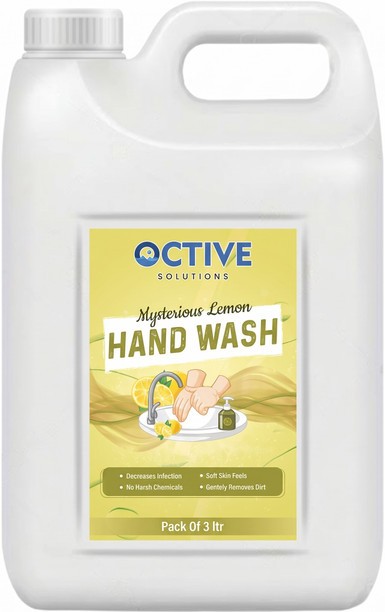 OCTIVE
SOLUTIONS
Mysterious Lemon
HAND WASH
• Decreases infection
• Soft Skin Feels
• No Harsh Chemicals
• Gentely Removes Dirt
Pack Of 3 ltr